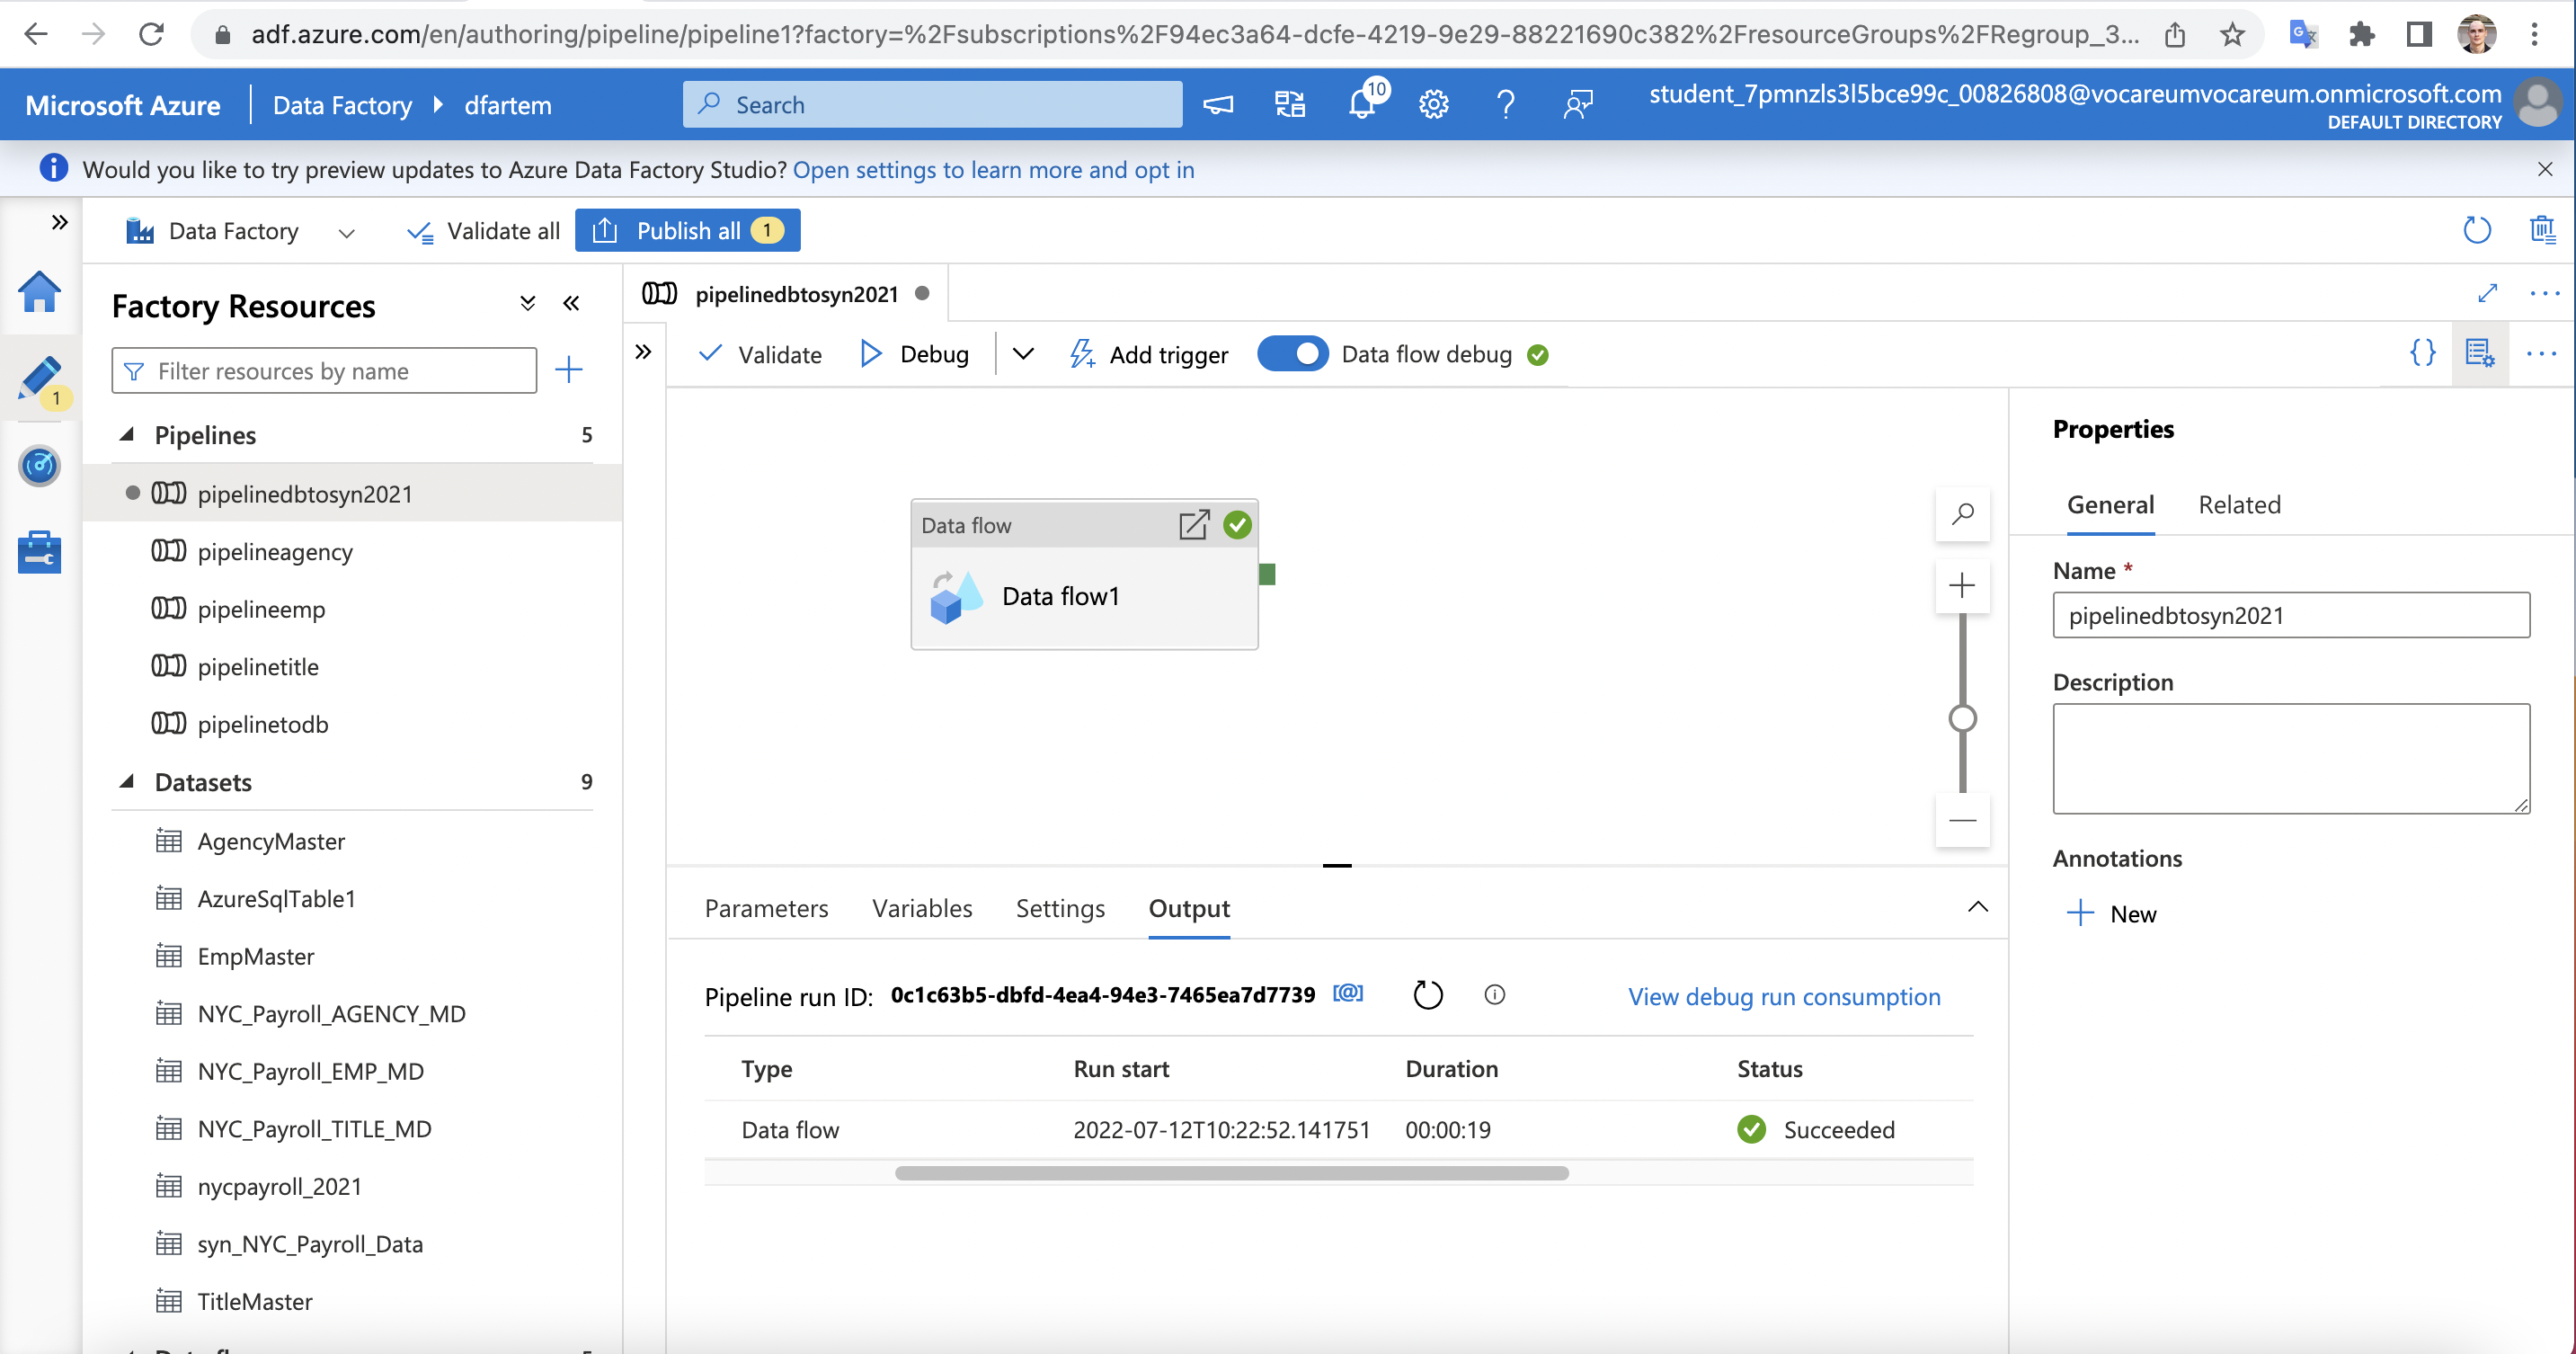 adf.azure.com/en/authoring/pipeline/pipeline1?factory=%2Fsubscriptions%2F94ec3a64-dcfe-4219-9e29-88221690c382%2FresourceGroups%2FRegroup_3...
Microsoft Azure
Data Factory
dfartem
Search
10
student_7pmnzls3l5bce99c_00826808@vocareumvocareum.onmicrosoft.com
DEFAULT DIRECTORY
Would you like to try preview updates to Azure Data Factory Studio? Open settings to learn more and opt in
Data Factory
Validate all
Publish all 1
Factory Resources
1
Filter resources by name
Pipelines 5
pipelinedbtosyn2021
pipelineagency
pipelineemp
pipelinetitle
pipelinetodb
Datasets 9
AgencyMaster
AzureSqlTable1
EmpMaster
NYC_Payroll_AGENCY_MD
NYC_Payroll_EMP_MD
NYC_Payroll_TITLE_MD
nycpayroll_2021
syn_NYC_Payroll_Data
TitleMaster
pipelinedbtosyn2021
Validate
Debug
Add trigger
Data flow debug
Data flow
Data flow1
Parameters
Variables
Settings
Output
Pipeline run ID: 0c1c63b5-dbfd-4ea4-94e3-7465ea7d7739
View debug run consumption
Type Run start Duration Status
Data flow 2022-07-12T10:22:52.141751 00:00:19 Succeeded
Properties
General
Related
Name *
pipelinedbtosyn2021
Description
Annotations
New